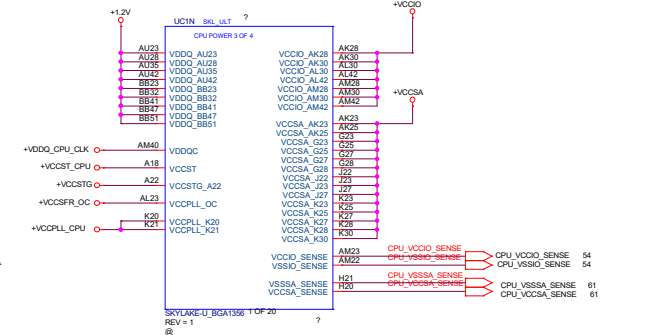 +1.2V
+VCCIO
UC1N SKL_ULT ?
CPU POWER 3 OF 4
AU23 VDDQ_AU23
AU28 VDDQ_AU28
AU35 VDDQ_AU35
AU42 VDDQ_AU42
BB23 VDDQ_BB23
BB32 VDDQ_BB32
BB41 VDDQ_BB41
BB47 VDDQ_BB47
BB51 VDDQ_BB51
+VDDQ_CPU_CLK AM40 VDDQC
+VCCST_CPU A18 VCCST
+VCCSTG A22 VCCSTG_A22
+VCCSFR_OC AL23 VCCPLL_OC
K20 VCCPLL_K20
+VCCPLL_CPU K21 VCCPLL_K21
VCCIO_AK28 AK28
VCCIO_AK30 AK30
VCCIO_AL30 AL30
VCCIO_AL42 AL42
VCCIO_AM28 AM28
VCCIO_AM30 AM30
VCCIO_AM42 AM42
+VCCSA
VCCSA_AK23 AK23
VCCSA_AK25 AK25
VCCSA_G23 G23
VCCSA_G25 G25
VCCSA_G27 G27
VCCSA_G28 G28
VCCSA_J22 J22
VCCSA_J23 J23
VCCSA_J27 J27
VCCSA_K23 K23
VCCSA_K25 K25
VCCSA_K27 K27
VCCSA_K28 K28
VCCSA_K30 K30
VCCIO_SENSE AM23 CPU_VCCIO_SENSE CPU_VCCIO_SENSE 54
VSSIO_SENSE AM22 CPU_VSSIO_SENSE CPU_VSSIO_SENSE 54
VSSSA_SENSE H21 CPU_VSSSA_SENSE CPU_VSSSA_SENSE 61
VCCSA_SENSE H20 CPU_VCCSA_SENSE CPU_VCCSA_SENSE 61
SKYLAKE-U_BGA1356 1 OF 20
REV = 1 ?
@